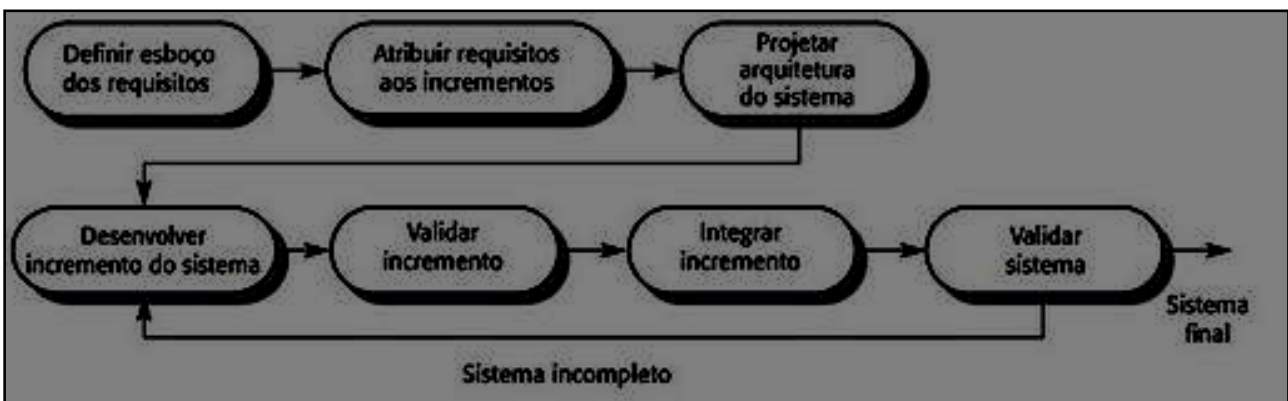 Definir esboço
dos requisitos
Atribuir requisitos
aos incrementos
Projetar
arquitetura
do sistema
Desenvolver
incremento do sistema
Validar
incremento
Integrar
incremento
Validar
sistema
Sistema
final
Sistema incompleto